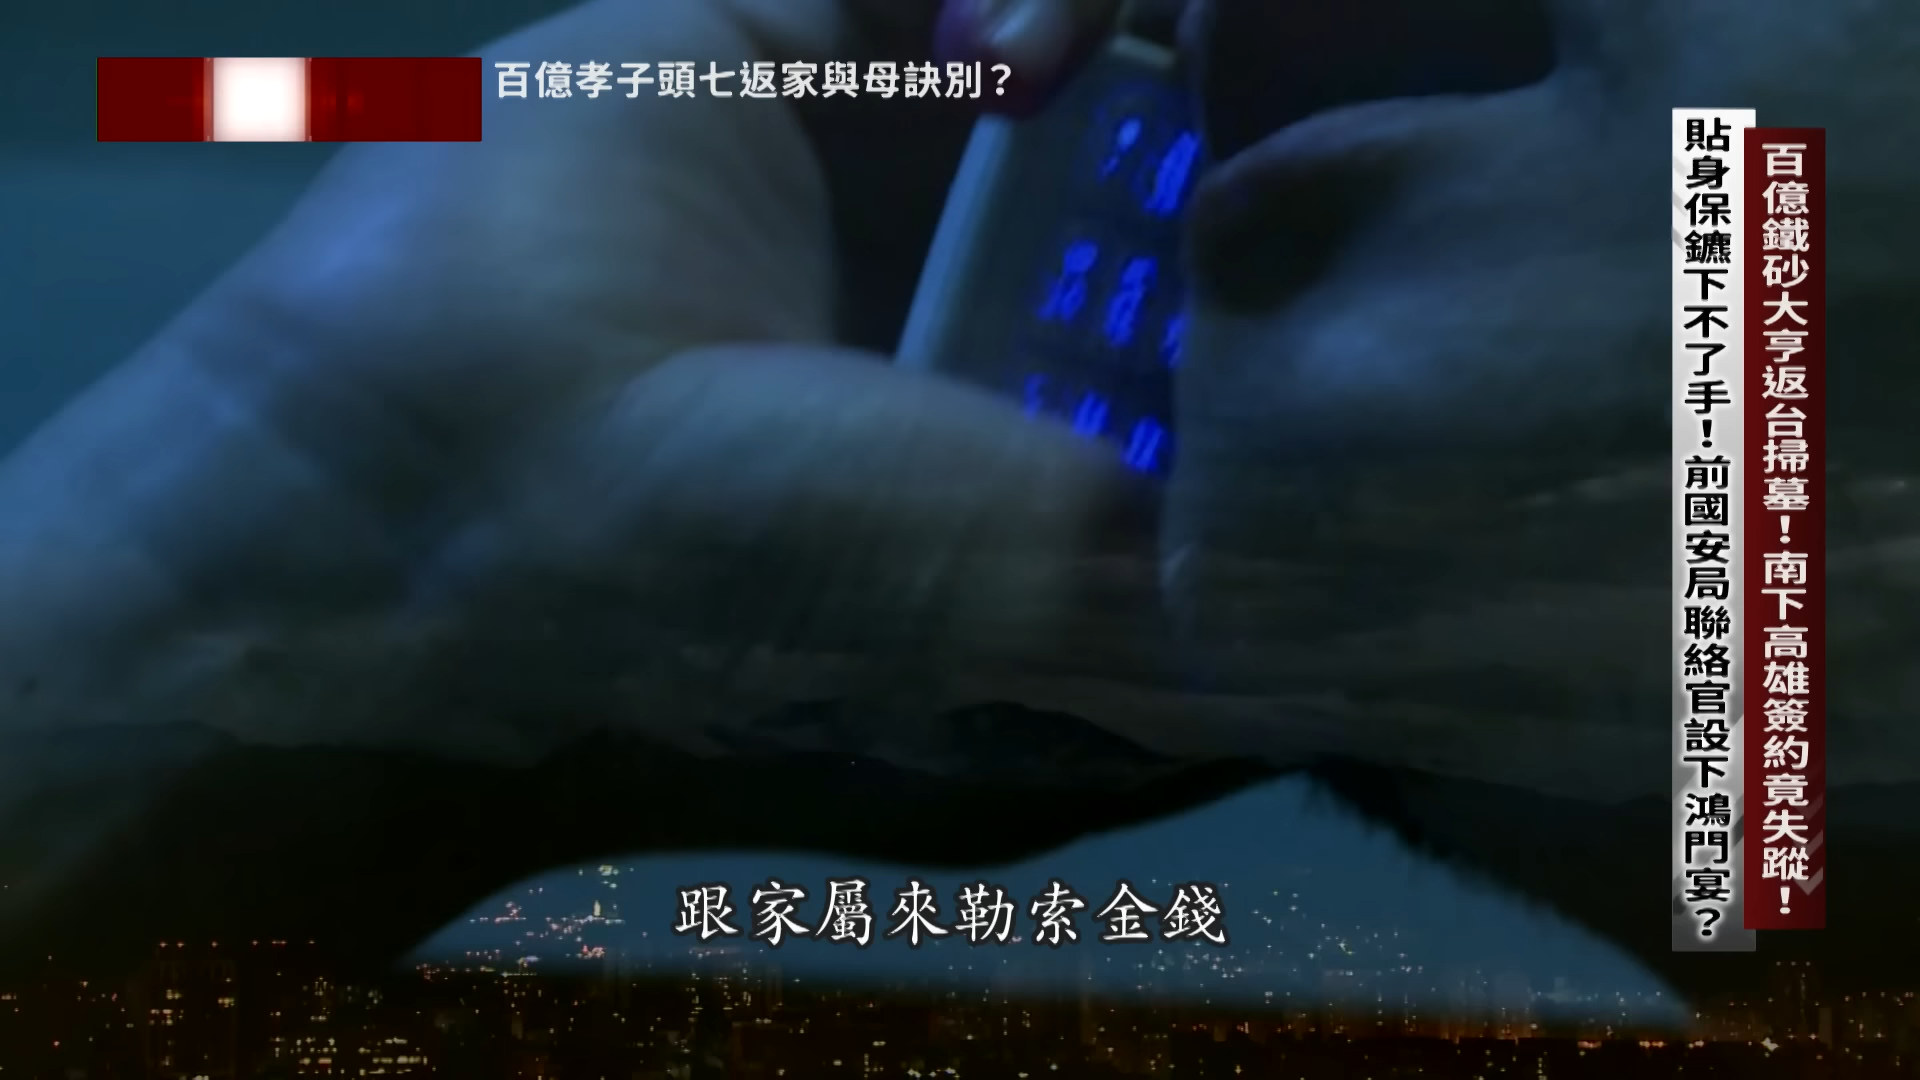 百億孝子頭七返家與母訣別？
百億鐵砂大亨返台掃墓！南下高雄簽約竟失蹤！
貼身保鑣下不了手！前國安局聯絡官設下鴻門宴？
跟家屬來勒索金錢